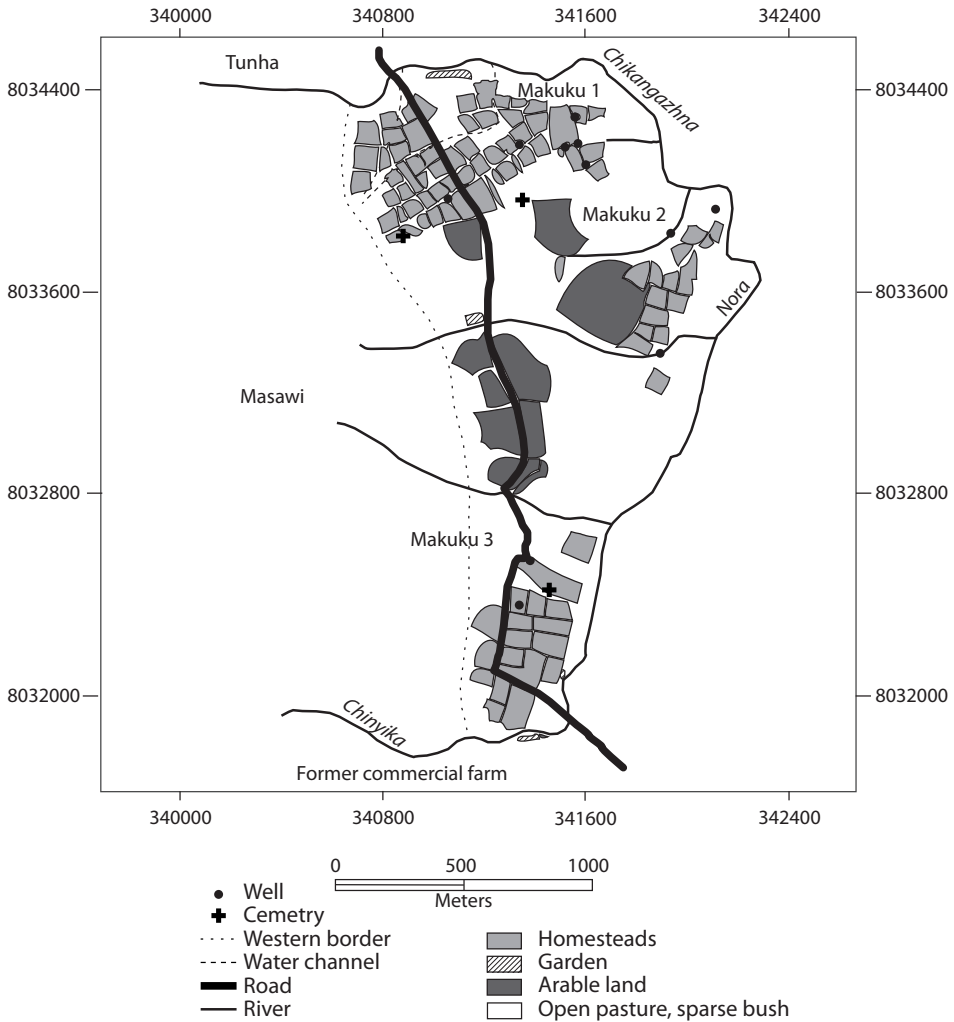 340000 340800 341600 342400
Tunha
Chikangazhna
8034400 Makuku 1 8034400
Makuku 2
8033600 Nora 8033600
Masawi
8032800 8032800
Makuku 3
8032000 8032000
Chinyika
Former commercial farm
340000 340800 341600 342400
0 500 1000
Meters
Well
Cemetry
Western border
Water channel
Road
River
Homesteads
Garden
Arable land
Open pasture, sparse bush